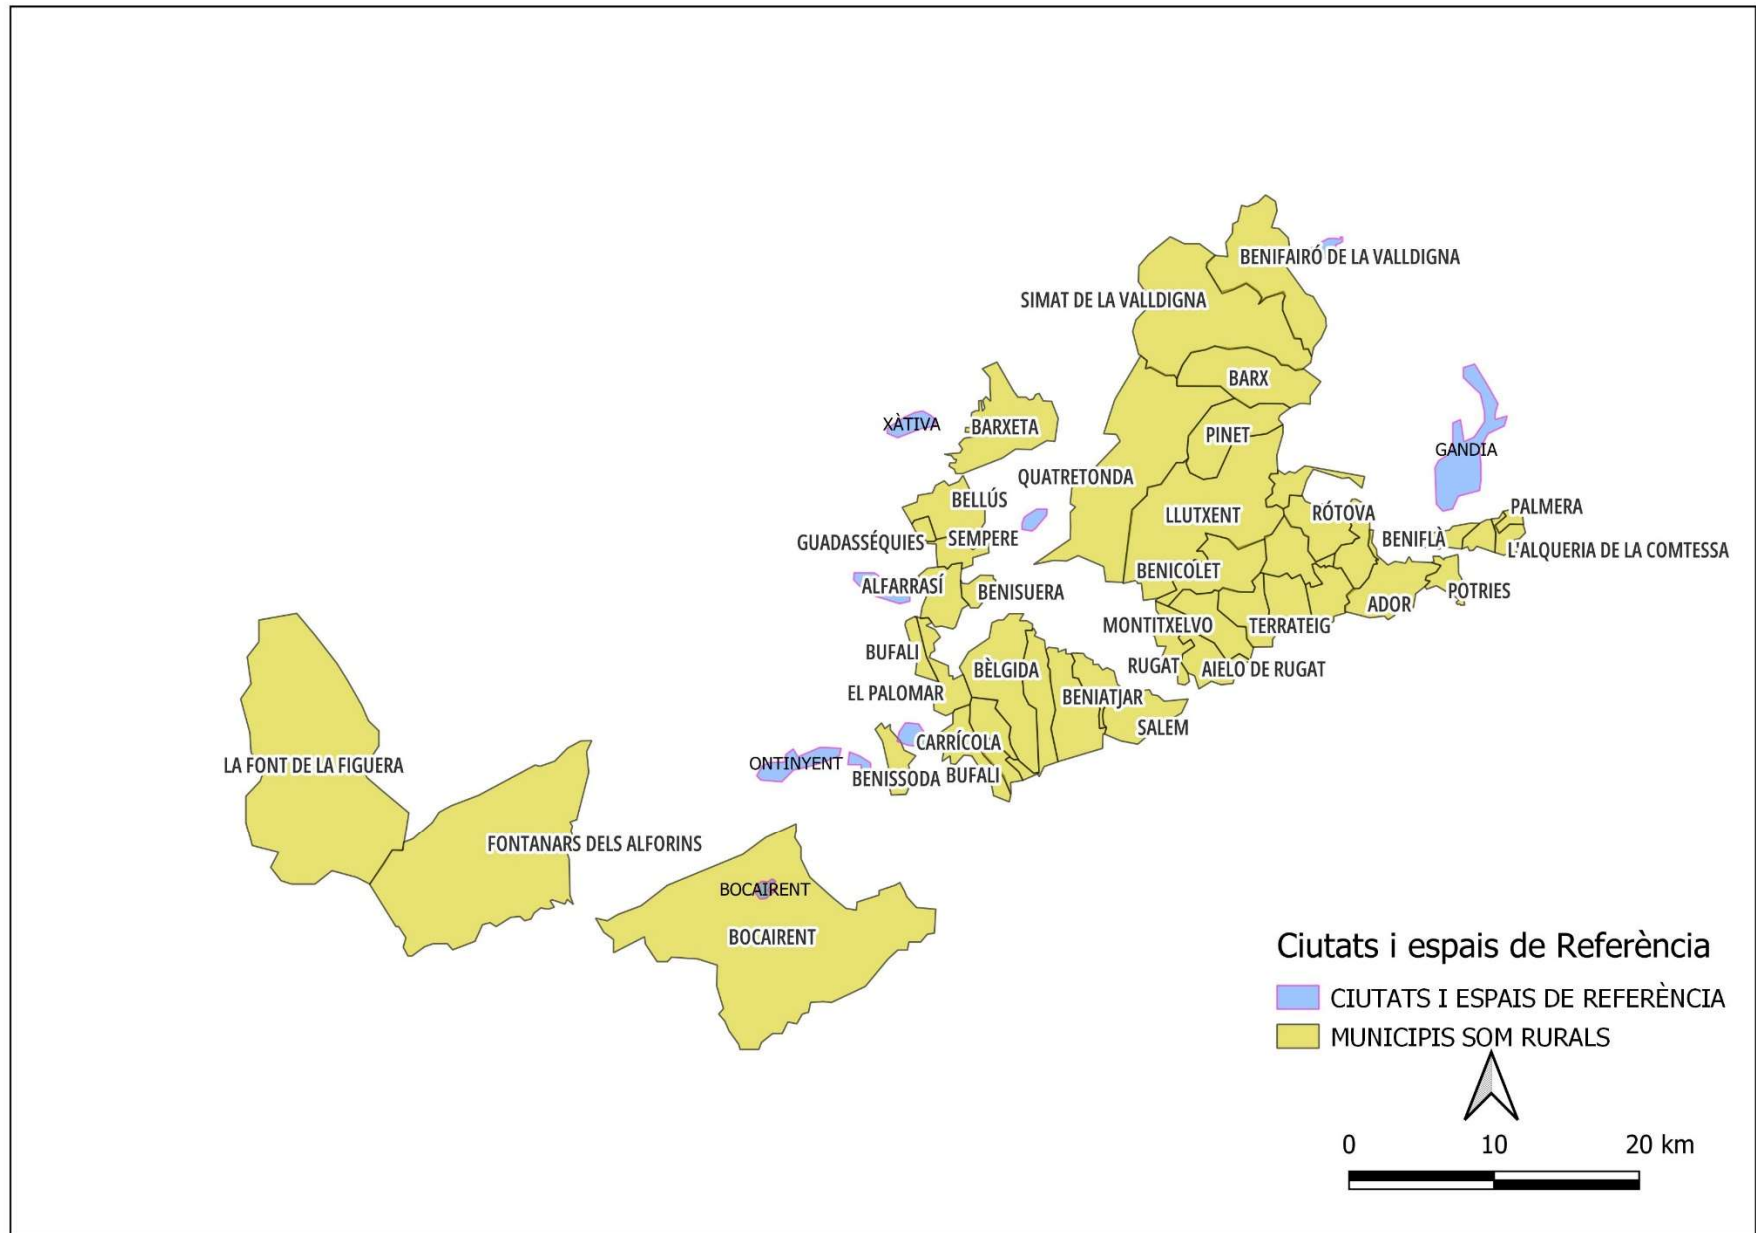 BENIFAIRÓ DE LA VALLDIGNA
SIMAT DE LA VALLDIGNA
BARX
XÀTIVA
BARXETA
PINET
GANDIA
QUATRETONDA
BELLÚS
LLUTXENT
RÓTOVA
PALMERA
GUADASSÉQUIES
SEMPERE
BENIFLÀ
L'ALQUERIA DE LA COMTESSA
BENICOLET
ALFARRASÍ
BENISUERA
POTRIES
ADOR
MONTITXELVO
TERRATEIG
BUFALI
BÈLGIDA
RUGAT
AIELO DE RUGAT
EL PALOMAR
BENIATJAR
SALEM
CARRÍCOLA
LA FONT DE LA FIGUERA
ONTINYENT
BENISSODA
BUFALI
FONTANARS DELS ALFORINS
BOCAIRENT
BOCAIRENT
Ciutats i espais de Referència
CIUTATS I ESPAIS DE REFERÈNCIA
MUNICIPIS SOM RURALS
0 10 20 km